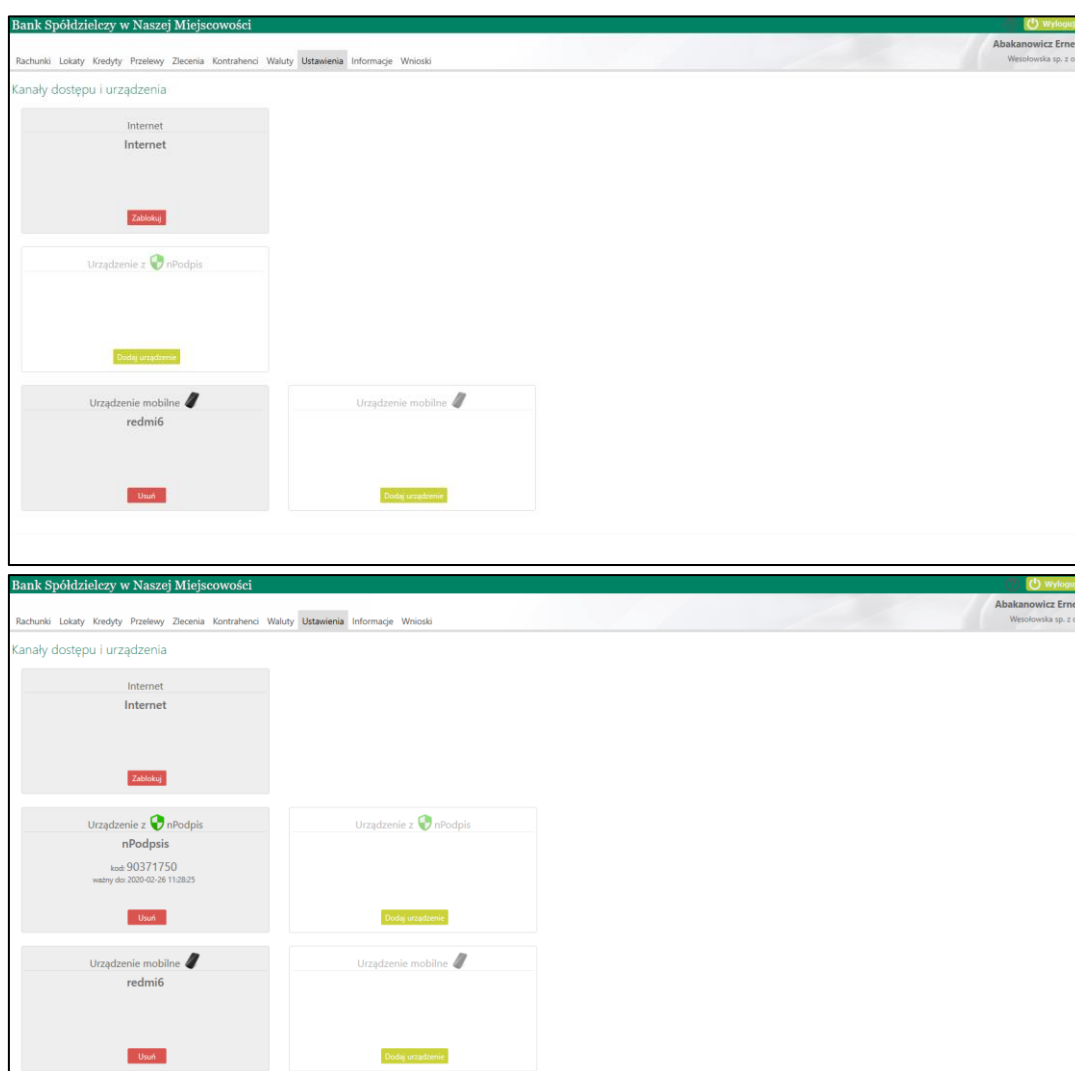 Bank Spółdzielczy w Naszej Miejscowości
Abakanowicz Erne
Rachunki Lokaty Kredyty Przelewy Zlecenia Kontrahenci Waluty Ustawienia Informacje Wnioski
Wesołowska sp. z o
Kanały dostępu i urządzenia
Internet
Internet
Zablokuj
Urządzenie z nPodpis
Dodaj urządzenie
Urządzenie mobilne Urządzenie mobilne
redmi6
Usuń Dodaj urządzenie
Bank Spółdzielczy w Naszej Miejscowości
Abakanowicz Erne
Rachunki Lokaty Kredyty Przelewy Zlecenia Kontrahenci Waluty Ustawienia Informacje Wnioski
Wesołowska sp. z o
Kanały dostępu i urządzenia
Internet
Internet
Zablokuj
Urządzenie z nPodpis Urządzenie z nPodpis
nPodpsis
kod: 90371750
ważny do: 2020-02-26 11:28:25
Usuń Dodaj urządzenie
Urządzenie mobilne Urządzenie mobilne
redmi6
Usuń Dodaj urządzenie